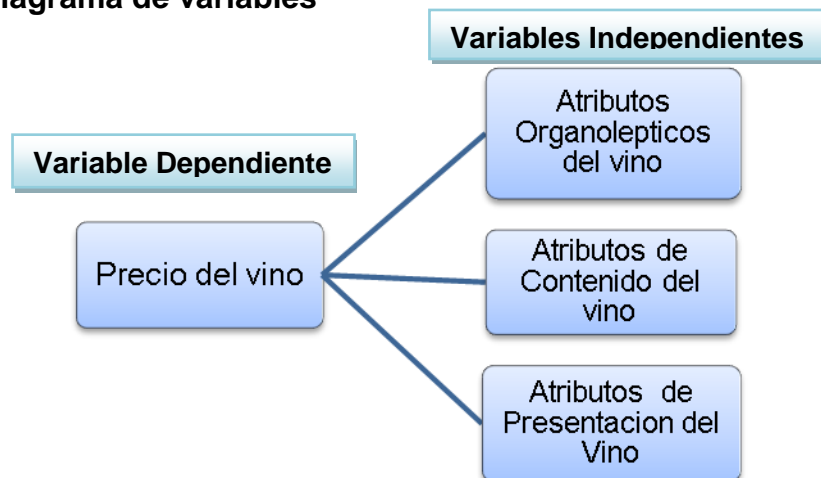 Diagrama de variables
Variables Independientes
Atributos
Organolepticos
del vino
Variable Dependiente
Precio del vino
Atributos de
Contenido del
vino
Atributos de
Presentacion del
Vino